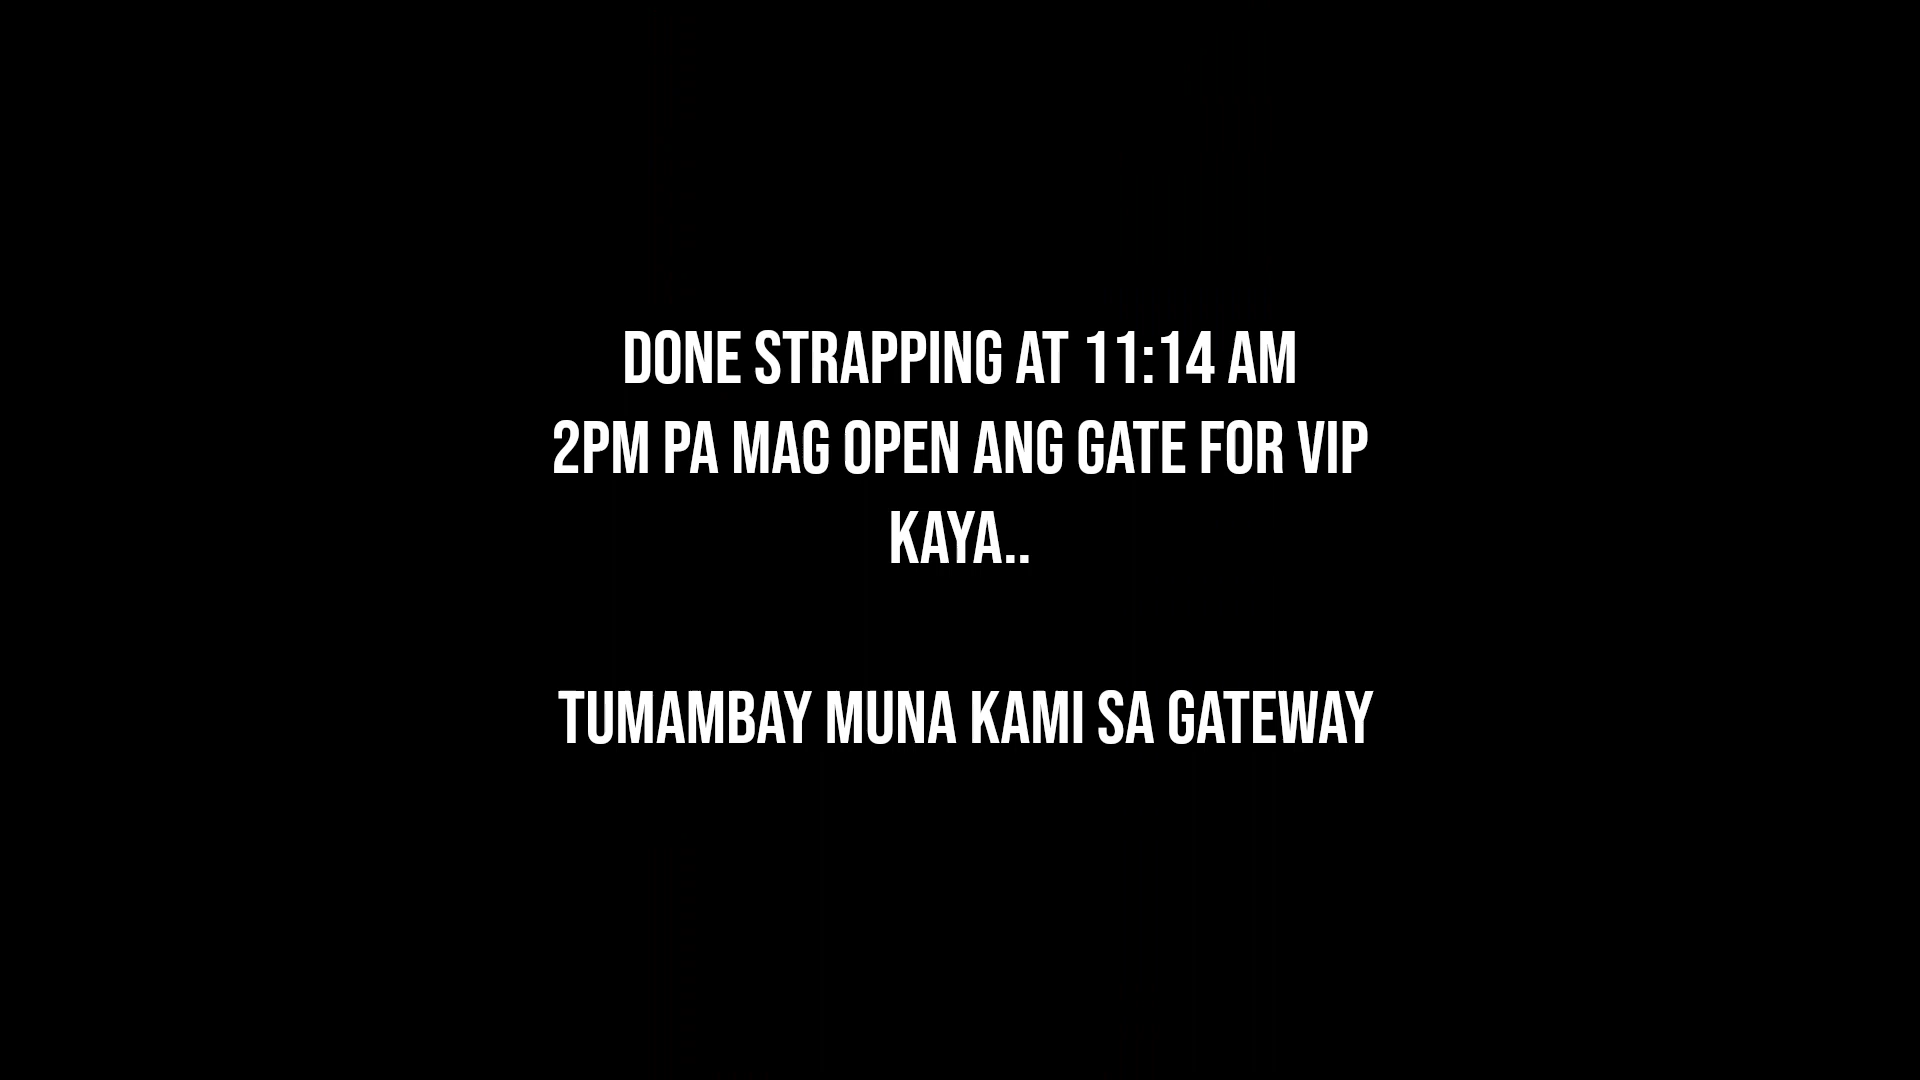 DONE STRAPPING AT 11:14 AM
2PM PA MAG OPEN ANG GATE FOR VIP
KAYA..
TUMAMBAY MUNA KAMI SA GATEWAY